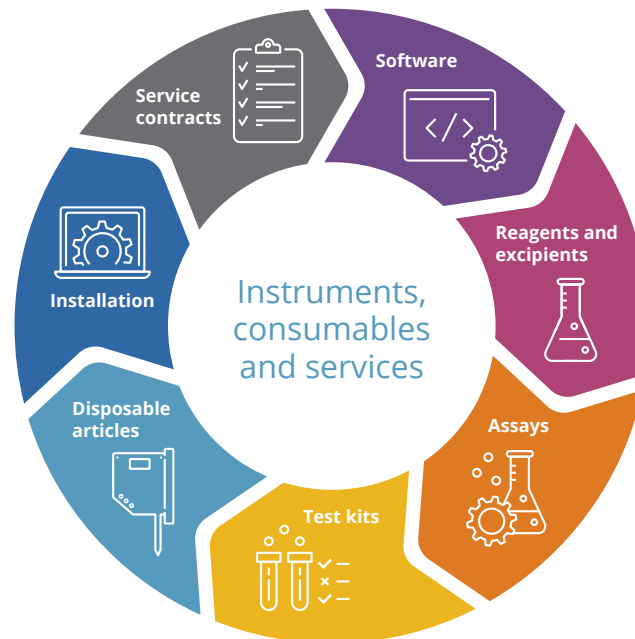 Software
Service
contracts
Reagents and
excipients
Installation
Instruments,
consumables
and services
Disposable
articles
Assays
Test kits